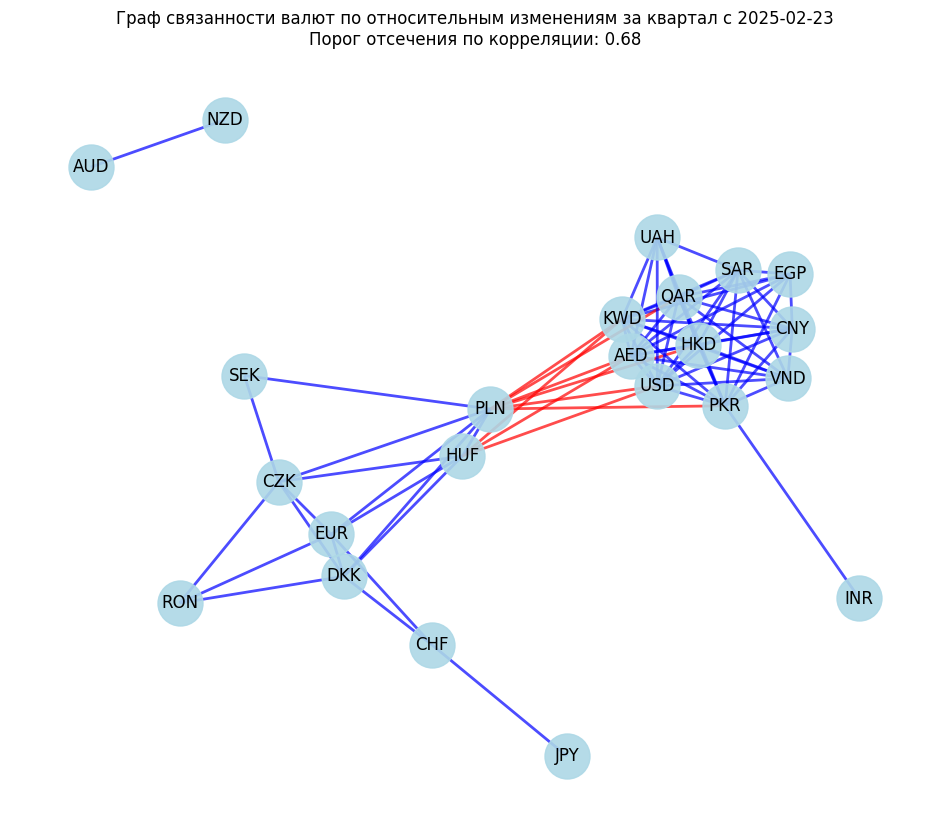 Граф связанности валют по относительным изменениям за квартал с 2025-02-23
Порог отсечения по корреляции: 0.68
NZD
AUD
UAH
SAR
EGP
QAR
KWD
CNY
HKD
AED
SEK
VND
USD
PLN
PKR
HUF
CZK
EUR
DKK
RON
INR
CHF
JPY